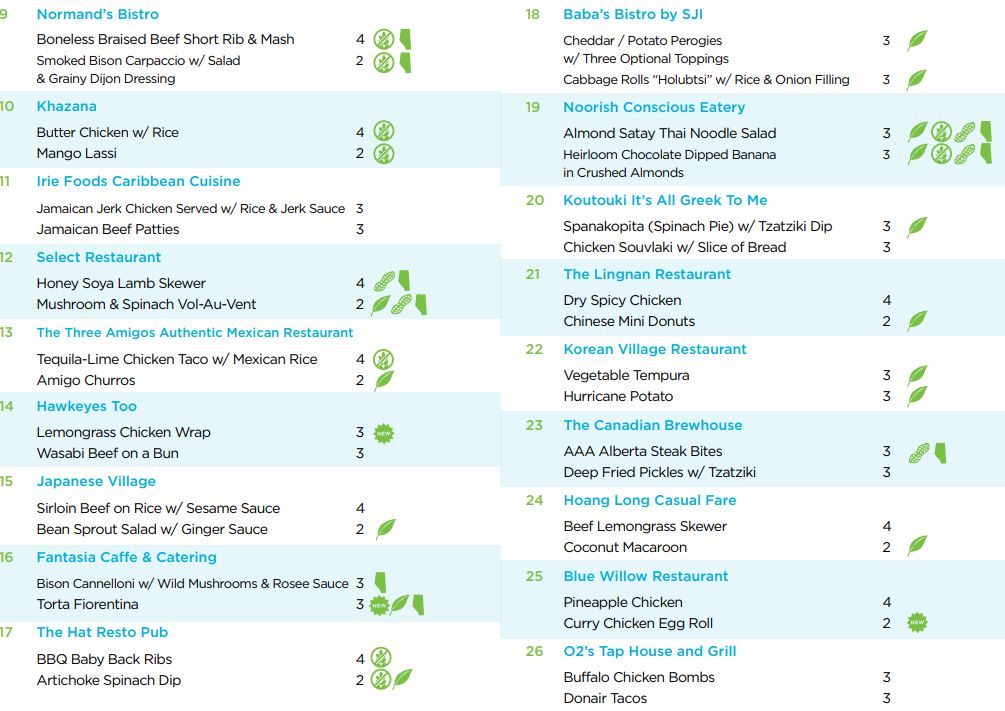 9 Normand's Bistro
Boneless Braised Beef Short Rib & Mash 4
Smoked Bison Carpaccio w/ Salad 2
& Grainy Dijon Dressing
10 Khazana
Butter Chicken w/ Rice 4
Mango Lassi 2
11 Irie Foods Caribbean Cuisine
Jamaican Jerk Chicken Served w/ Rice & Jerk Sauce 3
Jamaican Beef Patties 3
12 Select Restaurant
Honey Soya Lamb Skewer 4
Mushroom & Spinach Vol-Au-Vent 2
13 The Three Amigos Authentic Mexican Restaurant
Tequila-Lime Chicken Taco w/ Mexican Rice 4
Amigo Churros 2
14 Hawkeyes Too
Lemongrass Chicken Wrap 3 NEW
Wasabi Beef on a Bun 3
15 Japanese Village
Sirloin Beef on Rice w/ Sesame Sauce 4
Bean Sprout Salad w/ Ginger Sauce 2
16 Fantasia Caffe & Catering
Bison Cannelloni w/ Wild Mushrooms & Rosee Sauce 3
Torta Fiorentina 3 NEW
17 The Hat Resto Pub
BBQ Baby Back Ribs 4
Artichoke Spinach Dip 2
18 Baba's Bistro by SJI
Cheddar / Potato Perogies 3
w/ Three Optional Toppings
Cabbage Rolls "Holubtsi" w/ Rice & Onion Filling 3
19 Noorish Conscious Eatery
Almond Satay Thai Noodle Salad 3
Heirloom Chocolate Dipped Banana 3
in Crushed Almonds
20 Koutouki It's All Greek To Me
Spanakopita (Spinach Pie) w/ Tzatziki Dip 3
Chicken Souvlaki w/ Slice of Bread 3
21 The Lingnan Restaurant
Dry Spicy Chicken 4
Chinese Mini Donuts 2
22 Korean Village Restaurant
Vegetable Tempura 3
Hurricane Potato 3
23 The Canadian Brewhouse
AAA Alberta Steak Bites 3
Deep Fried Pickles w/ Tzatziki 3
24 Hoang Long Casual Fare
Beef Lemongrass Skewer 4
Coconut Macaroon 2
25 Blue Willow Restaurant
Pineapple Chicken 4
Curry Chicken Egg Roll 2 NEW
26 O2's Tap House and Grill
Buffalo Chicken Bombs 3
Donair Tacos 3